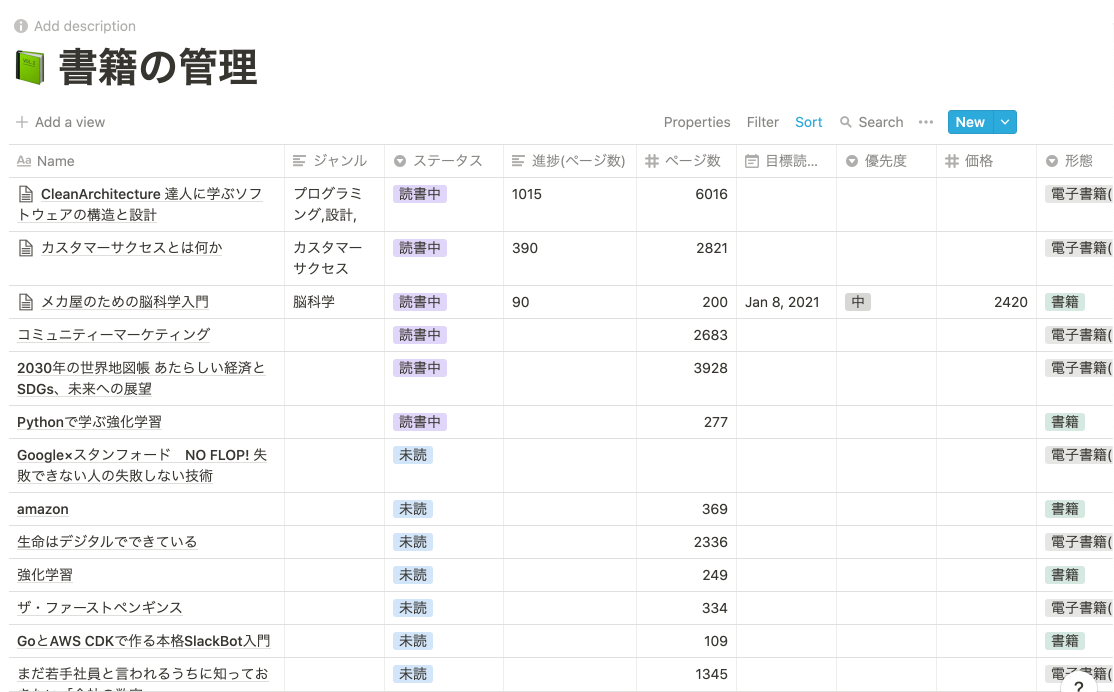 Add description
書籍の管理
Add a view Properties Filter Sort Search New
Aa Name ジャンル ステータス 進捗(ページ数) ページ数 目標読... 優先度 価格 形態
CleanArchitecture 達人に学ぶソフ プログラミ 読書中 1015 6016 電子書籍(
トウェアの構造と設計 ング,設計,
カスタマーサクセスとは何か カスタマー 読書中 390 2821 電子書籍(
サクセス
メカ屋のための脳科学入門 脳科学 読書中 90 200 Jan 8, 2021 中 2420 書籍
コミュニティーマーケティング 読書中 2683 電子書籍(
2030年の世界地図帳 あたらしい経済と 読書中 3928 電子書籍(
SDGs、未来への展望
Pythonで学ぶ強化学習 読書中 277 書籍
Google×スタンフォード　NO FLOP! 失 未読 電子書籍(
敗できない人の失敗しない技術
amazon 未読 369 書籍
生命はデジタルでできている 未読 2336 電子書籍(
強化学習 未読 249 書籍
ザ・ファーストペンギンス 未読 334 電子書籍(
GoとAWS CDKで作る本格SlackBot入門 未読 109 書籍
まだ若手社員と言われるうちに知ってお 未読 1345 電子書籍(
?